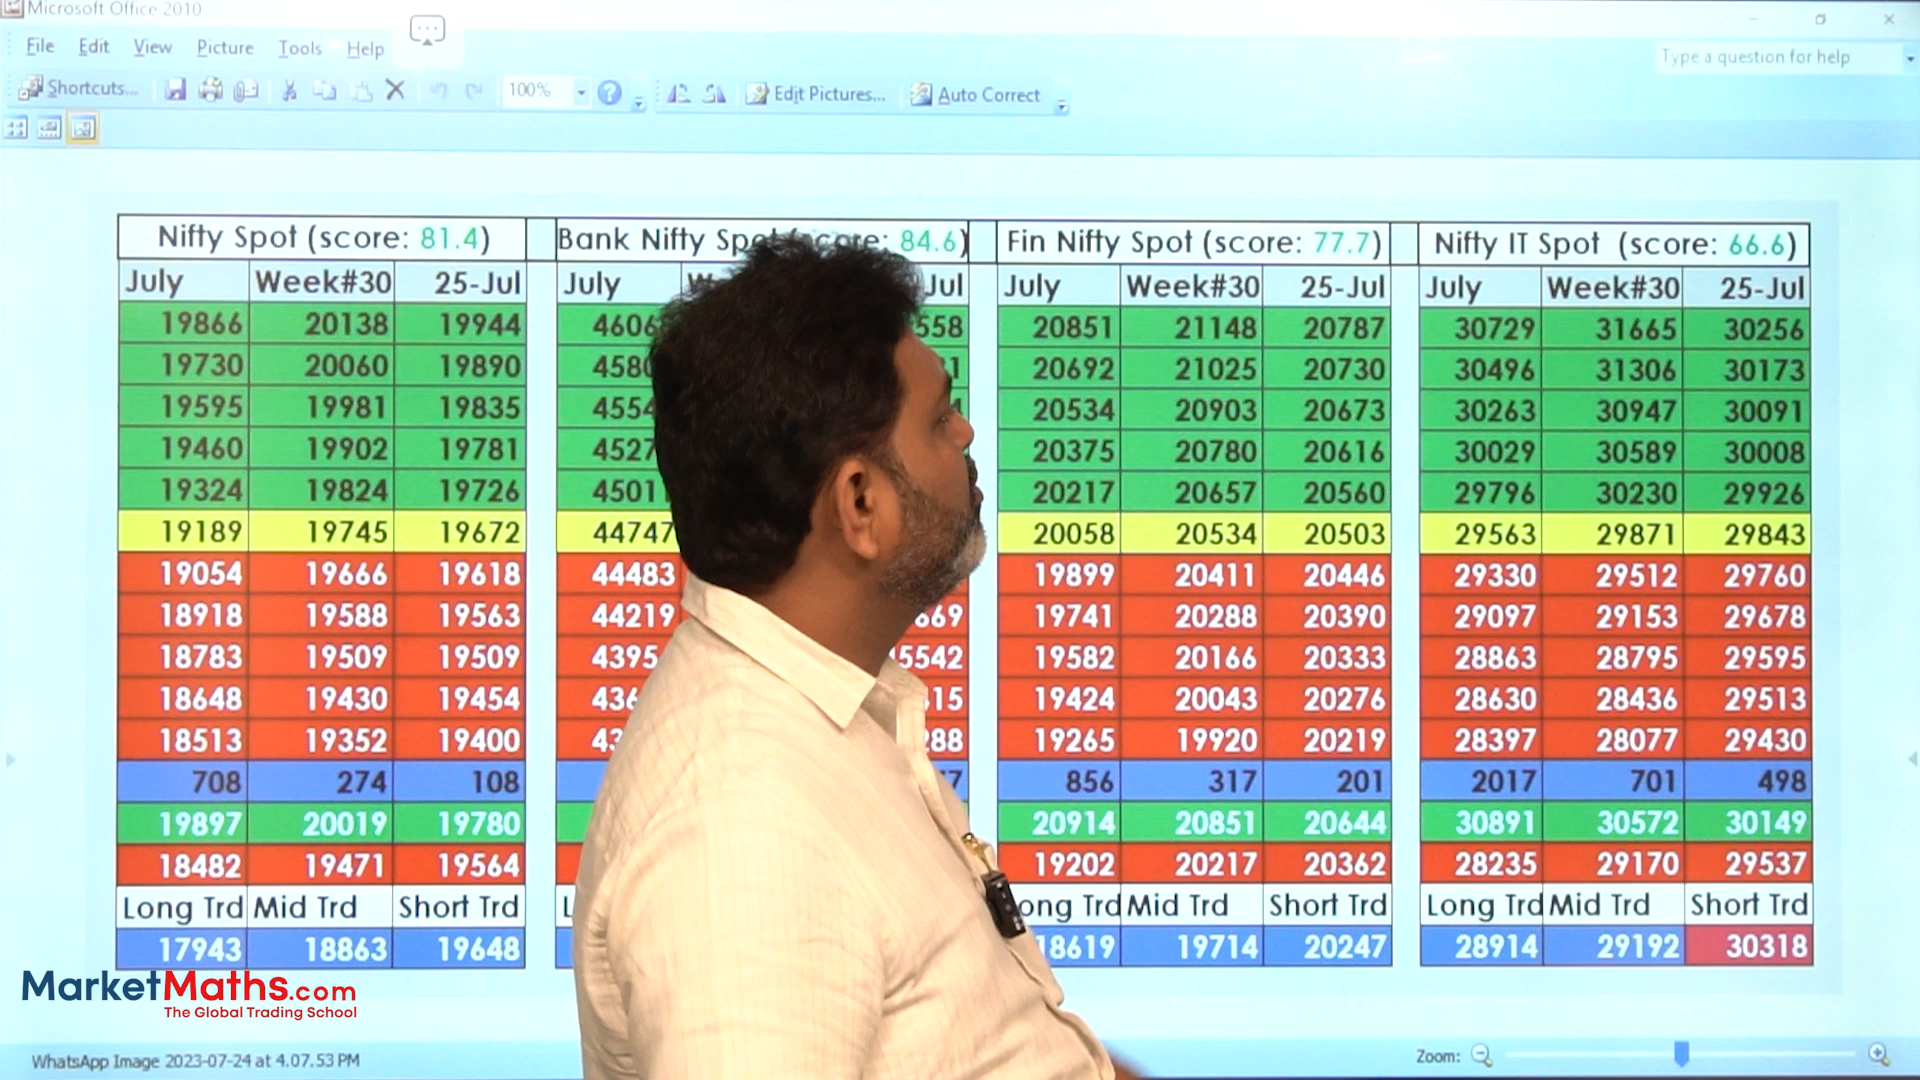 Microsoft Office 2010
File Edit View Picture Tools Help
Type a question for help
Shortcuts... 100% Edit Pictures... Auto Correct
Nifty Spot (score: 81.4) Bank Nifty 84.6) Fin Nifty Spot (score: 77.7) Nifty IT Spot (score: 66.6)
July Week#30 25-Jul July Jul July Week#30 25-Jul July Week#30 25-Jul
19866 20138 19944 20851 21148 20787 30729 31665 30256
19730 20060 19890 20692 21025 20730 30496 31306 30173
19595 19981 19835 20534 20903 20673 30263 30947 30091
19460 19902 19781 20375 20780 20616 30029 30589 30008
19324 19824 19726 20217 20657 20560 29796 30230 29926
19189 19745 19672 44747 20058 20534 20503 29563 29871 29843
19054 19666 19618 44483 19899 20411 20446 29330 29512 29760
18918 19588 19563 44219 19741 20288 20390 29097 29153 29678
18783 19509 19509 19582 20166 20333 28863 28795 29595
18648 19430 19454 19424 20043 20276 28630 28436 29513
18513 19352 19400 19265 19920 20219 28397 28077 29430
708 274 108 856 317 201 2017 701 498
19897 20019 19780 20914 20851 20644 30891 30572 30149
18482 19471 19564 19202 20217 20362 28235 29170 29537
Long Trd Mid Trd Short Trd Trd Mid Trd Short Trd Long Trd Mid Trd Short Trd
17943 18863 19648 18619 19714 20247 28914 29192 30318
MarketMaths.com
The Global Trading School
WhatsApp Image 2023-07-24 at 4.07.53 PM
Zoom: